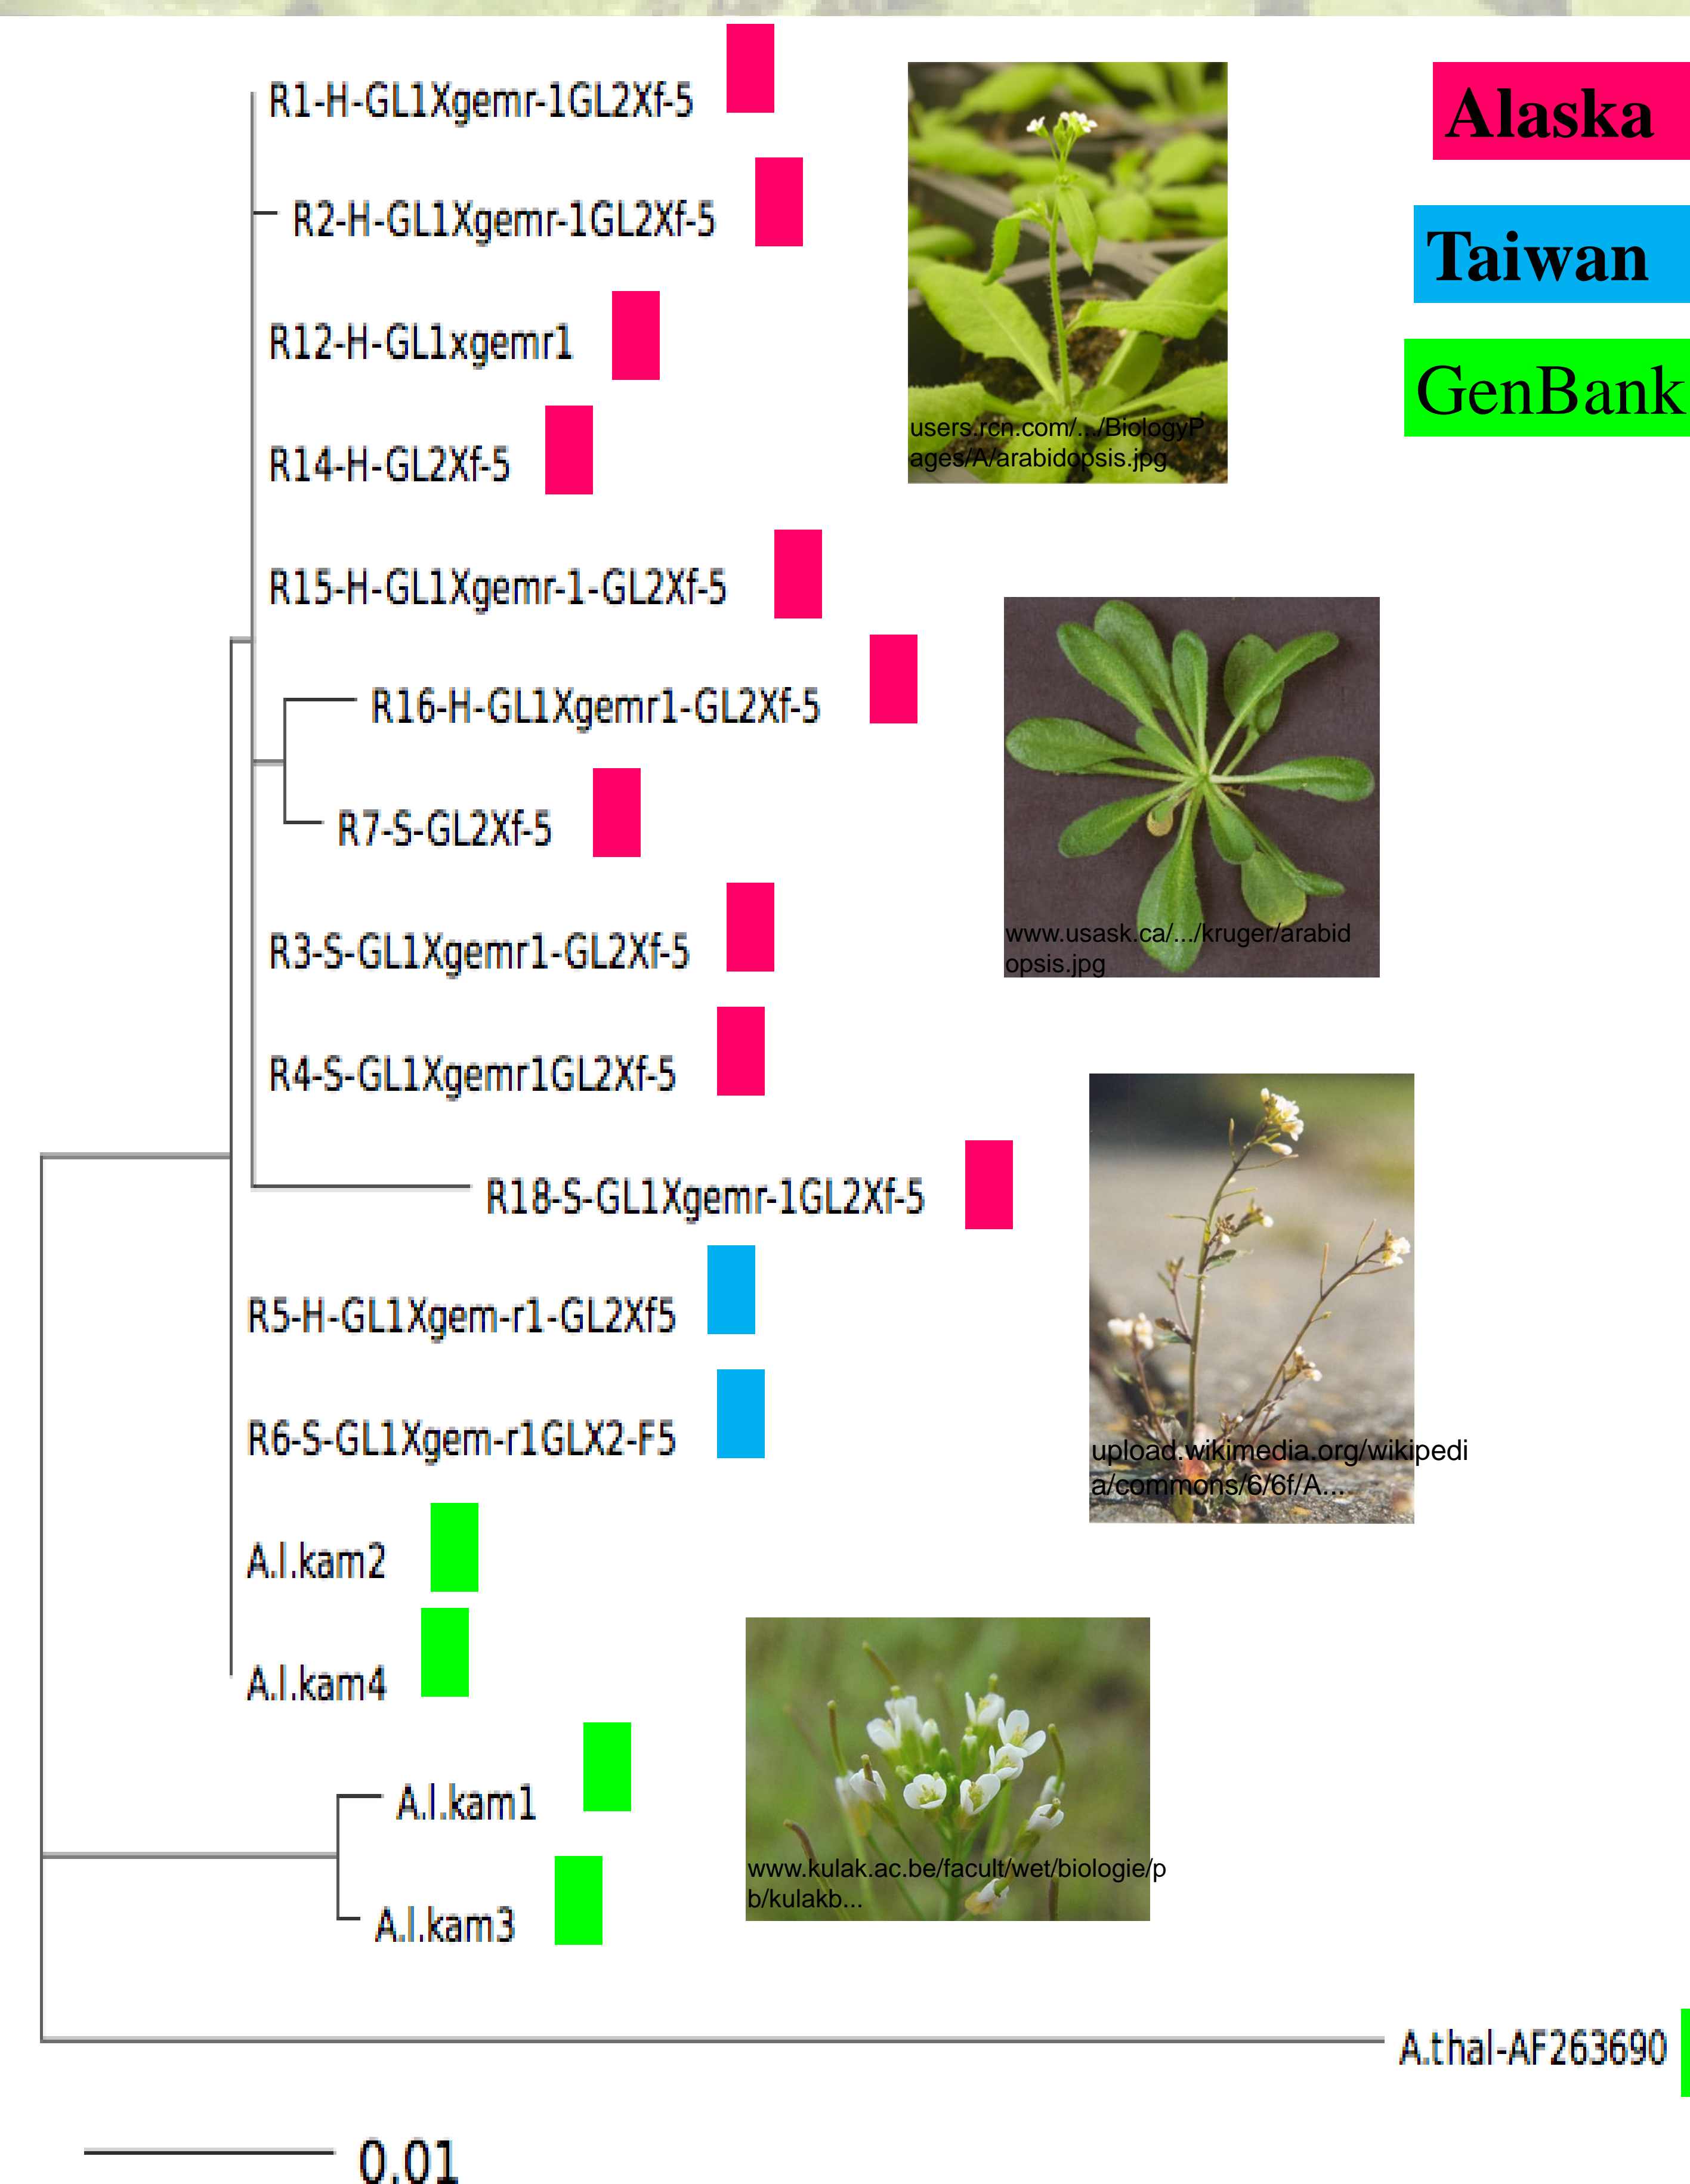 R1-H-GL1Xgemr-1GL2Xf-5
R2-H-GL1Xgemr-1GL2Xf-5
R12-H-GL1xgemr1
R14-H-GL2Xf-5
R15-H-GL1Xgemr-1-GL2Xf-5
R16-H-GL1Xgemr1-GL2Xf-5
R7-S-GL2Xf-5
R3-S-GL1Xgemr1-GL2Xf-5
R4-S-GL1Xgemr1GL2Xf-5
R18-S-GL1Xgemr-1GL2Xf-5
R5-H-GL1Xgem-r1-GL2Xf5
R6-S-GL1Xgem-r1GLX2-F5
A.l.kam2
A.l.kam4
A.l.kam1
A.l.kam3
A.thal-AF263690
0.01
users.rcn.com/.../BiologyP
ages/A/arabidopsis.jpg
www.usask.ca/.../kruger/arabid
opsis.jpg
upload.wikimedia.org/wikipedi
a/commons/6/6f/A...
www.kulak.ac.be/facult/wet/biologie/p
b/kulakb...
Alaska
Taiwan
GenBank